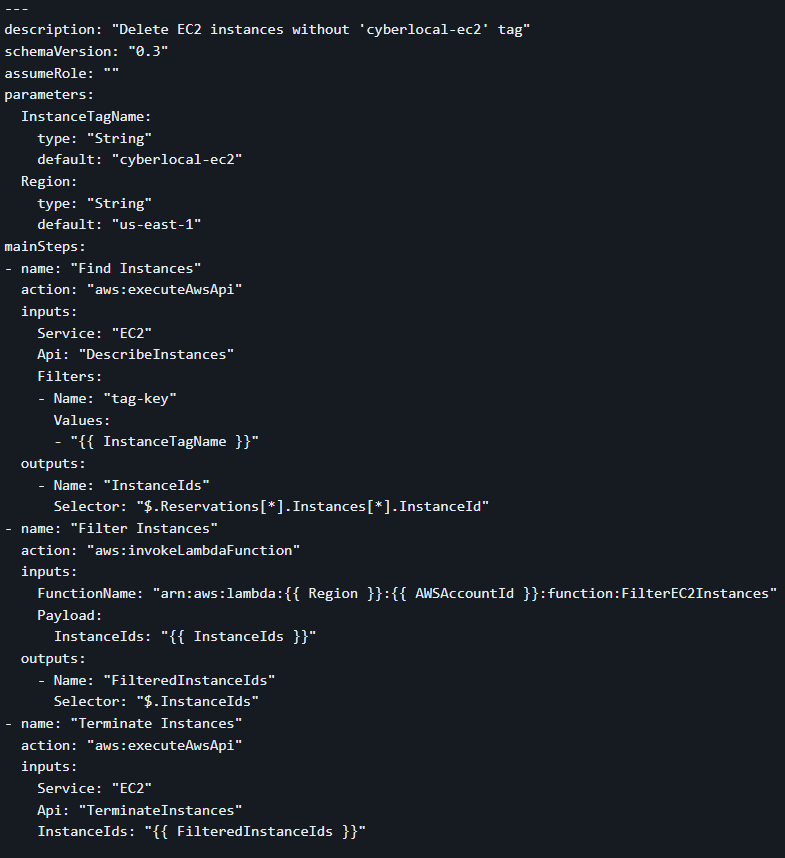 ---
description: "Delete EC2 instances without 'cyberlocal-ec2' tag"
schemaVersion: "0.3"
assumeRole: ""
parameters:
  InstanceTagName:
    type: "String"
    default: "cyberlocal-ec2"
  Region:
    type: "String"
    default: "us-east-1"
mainSteps:
- name: "Find Instances"
  action: "aws:executeAwsApi"
  inputs:
    Service: "EC2"
    Api: "DescribeInstances"
    Filters:
    - Name: "tag-key"
      Values:
      - "{{ InstanceTagName }}"
  outputs:
    - Name: "InstanceIds"
      Selector: "$.Reservations[*].Instances[*].InstanceId"
- name: "Filter Instances"
  action: "aws:invokeLambdaFunction"
  inputs:
    FunctionName: "arn:aws:lambda:{{ Region }}:{{ AWSAccountId }}:function:FilterEC2Instances"
    Payload:
      InstanceIds: "{{ InstanceIds }}"
  outputs:
    - Name: "FilteredInstanceIds"
      Selector: "$.InstanceIds"
- name: "Terminate Instances"
  action: "aws:executeAwsApi"
  inputs:
    Service: "EC2"
    Api: "TerminateInstances"
    InstanceIds: "{{ FilteredInstanceIds }}"